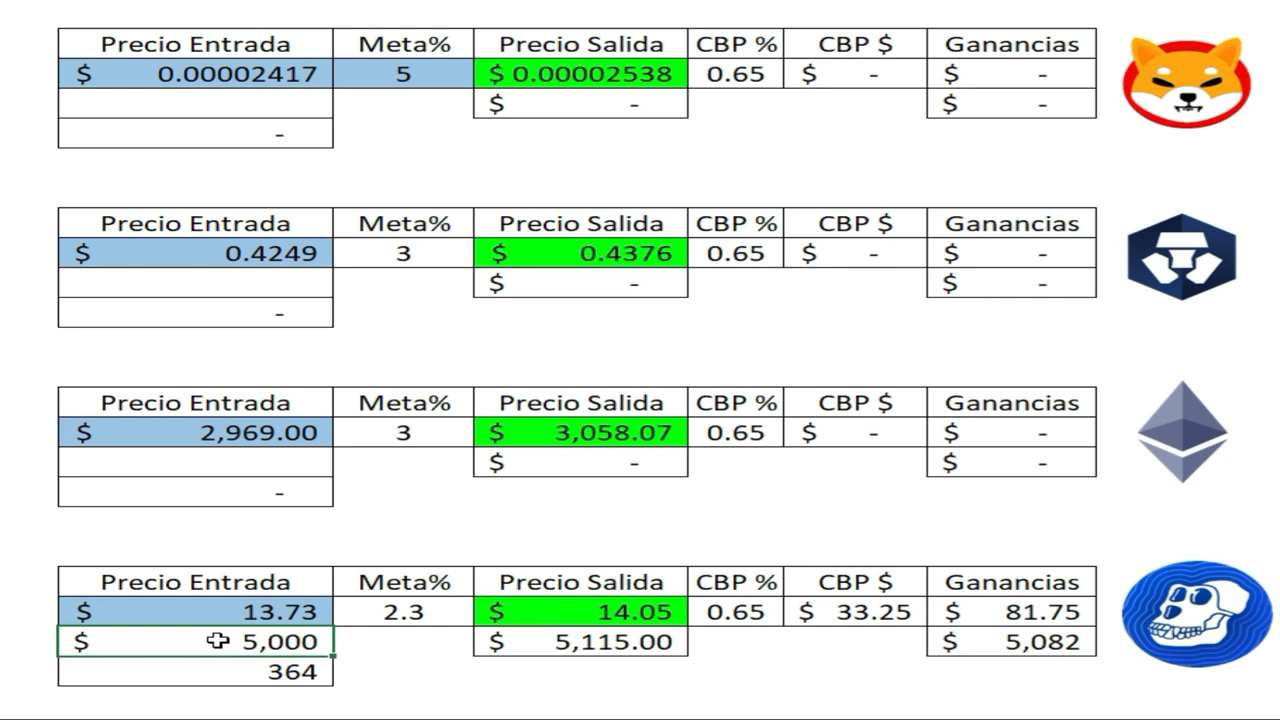 Precio Entrada Meta% Precio Salida CBP % CBP $ Ganancias
$ 0.00002417 5 $ 0.00002538 0.65 $ - $ -
$ - $ -
-
Precio Entrada Meta% Precio Salida CBP % CBP $ Ganancias
$ 0.4249 3 $ 0.4376 0.65 $ - $ -
$ - $ -
-
Precio Entrada Meta% Precio Salida CBP % CBP $ Ganancias
$ 2,969.00 3 $ 3,058.07 0.65 $ - $ -
$ - $ -
-
Precio Entrada Meta% Precio Salida CBP % CBP $ Ganancias
$ 13.73 2.3 $ 14.05 0.65 $ 33.25 $ 81.75
$ 5,000 $ 5,115.00 $ 5,082
364